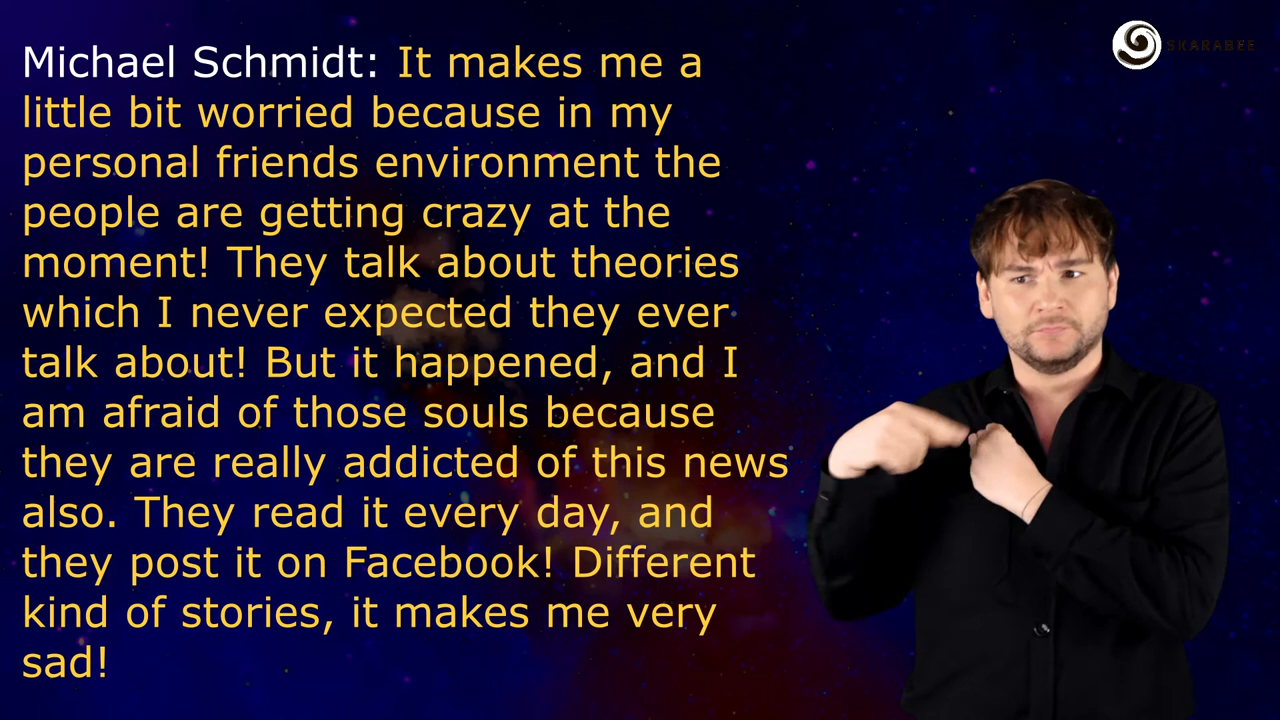 Michael Schmidt: It makes me a
little bit worried because in my
personal friends environment the
people are getting crazy at the
moment! They talk about theories
which I never expected they ever
talk about! But it happened, and I
am afraid of those souls because
they are really addicted of this news
also. They read it every day, and
they post it on Facebook! Different
kind of stories, it makes me very
sad!
SKARABEE